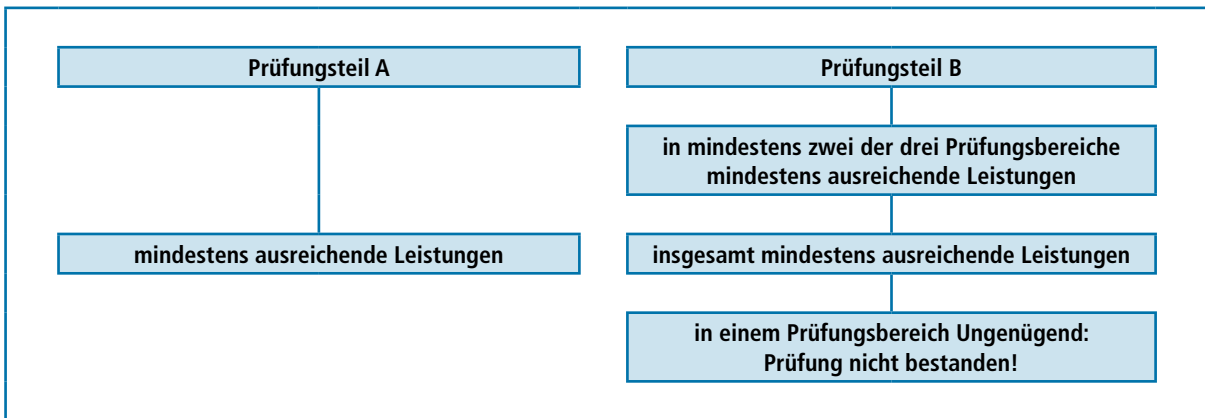 Prüfungsteil A
mindestens ausreichende Leistungen
Prüfungsteil B
in mindestens zwei der drei Prüfungsbereiche
mindestens ausreichende Leistungen
insgesamt mindestens ausreichende Leistungen
in einem Prüfungsbereich Ungenügend:
Prüfung nicht bestanden!